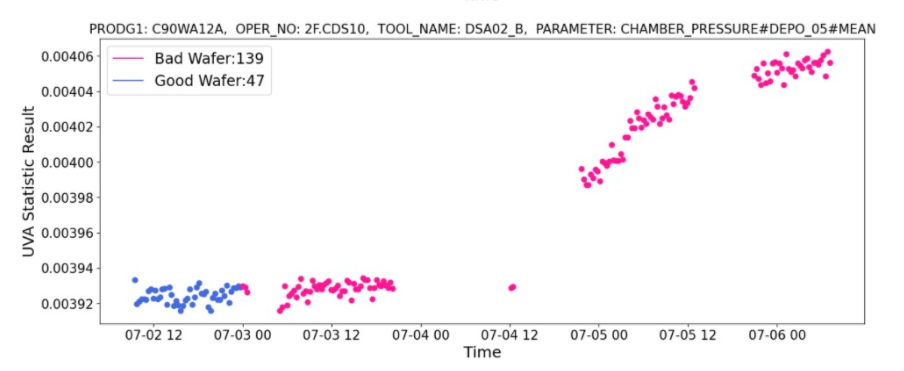 PRODG1: C90WA12A, OPER_NO: 2F.CDS10, TOOL_NAME: DSA02_B, PARAMETER: CHAMBER_PRESSURE#DEPO_05#MEAN
Bad Wafer:139
Good Wafer:47
UVA Statistic Result
0.00406
0.00404
0.00402
0.00400
0.00398
0.00396
0.00394
0.00392
07-02 12 07-03 00 07-03 12 07-04 00 07-04 12 07-05 00 07-05 12 07-06 00
Time